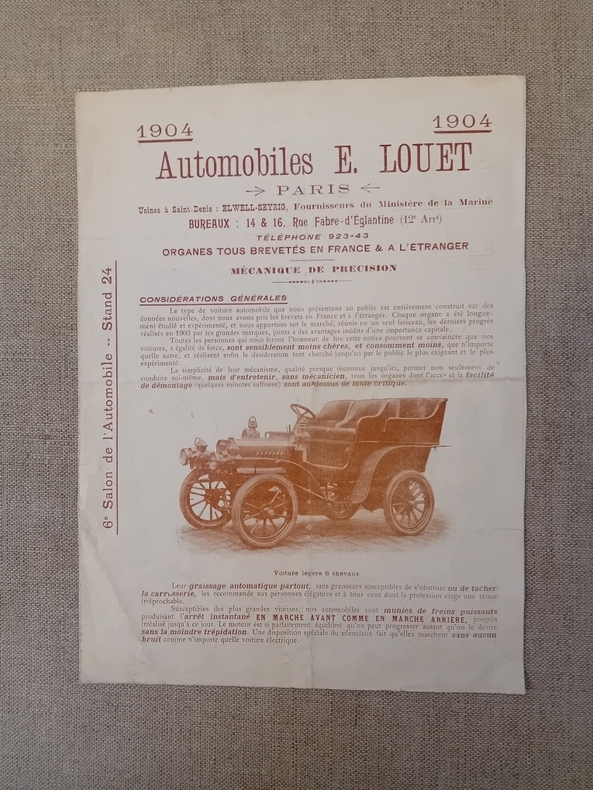 1904 1904
Automobiles E. LOUET
PARIS
Usines à Saint-Denis : ELWELL-SEYRIG, Fournisseurs du Ministère de la Marine
BUREAUX : 14 & 16, Rue Fabre-d'Eglantine (12e Arrt)
TÉLÉPHONE 923-43
ORGANES TOUS BREVETÉS EN FRANCE & A L'ETRANGER
MÉCANIQUE DE PRECISION
6e Salon de l'Automobile -- Stand 24
CONSIDÉRATIONS GÉNÉRALES
Le type de voiture automobile que nous présentons au public est entièrement construit sur des
données nouvelles, dont nous avons pris les brevets en France et à l'étranger. Chaque organe a été longue-
ment étudié et expérimenté, et nous apportons sur le marché, réunis en un seul faisceau, les derniers progrès
réalisés en 1903 par les grandes marques, joints à des avantages inédits d'une importance capitale.
Toutes les personnes qui nous feront l'honneur de lire cette notice pourront se convaincre que nos
voitures, à égalité de force, sont sensiblement moins chères, et consomment moins, que n'importe
quelle autre, et réalisent enfin le desideratum tant cherché jusqu'ici par le public le plus exigeant et le plus
expérimenté.
La simplicité de leur mécanisme, qualité presque inconnue jusqu'ici, permet non seulement de
conduire soi-même, mais d'entretenir, sans mécanicien, tous les organes dont l'accès et la facilité
de démontage (quelques minutes suffisent) sont au-dessus de toute critique.
Voiture légère 6 chevaux
Leur graissage automatique partout, sans graisseurs susceptibles de s'obstruer ou de tacher
la carrosserie, les recommande aux personnes élégantes et à tous ceux dont la profession exige une tenue
irréprochable.
Susceptibles des plus grandes vitesses, nos automobiles sont munies de freins puissants
produisant l'arrêt instantané EN MARCHE AVANT COMME EN MARCHE ARRIÈRE, progrès
irréalisé jusqu'à ce jour. Le moteur est si parfaitement équilibré qu'on peut progresser autant qu'on le désire
sans la moindre trépidation. Une disposition spéciale du silencieux fait qu'elles marchent sans aucun
bruit comme n'importe quelle voiture électrique.